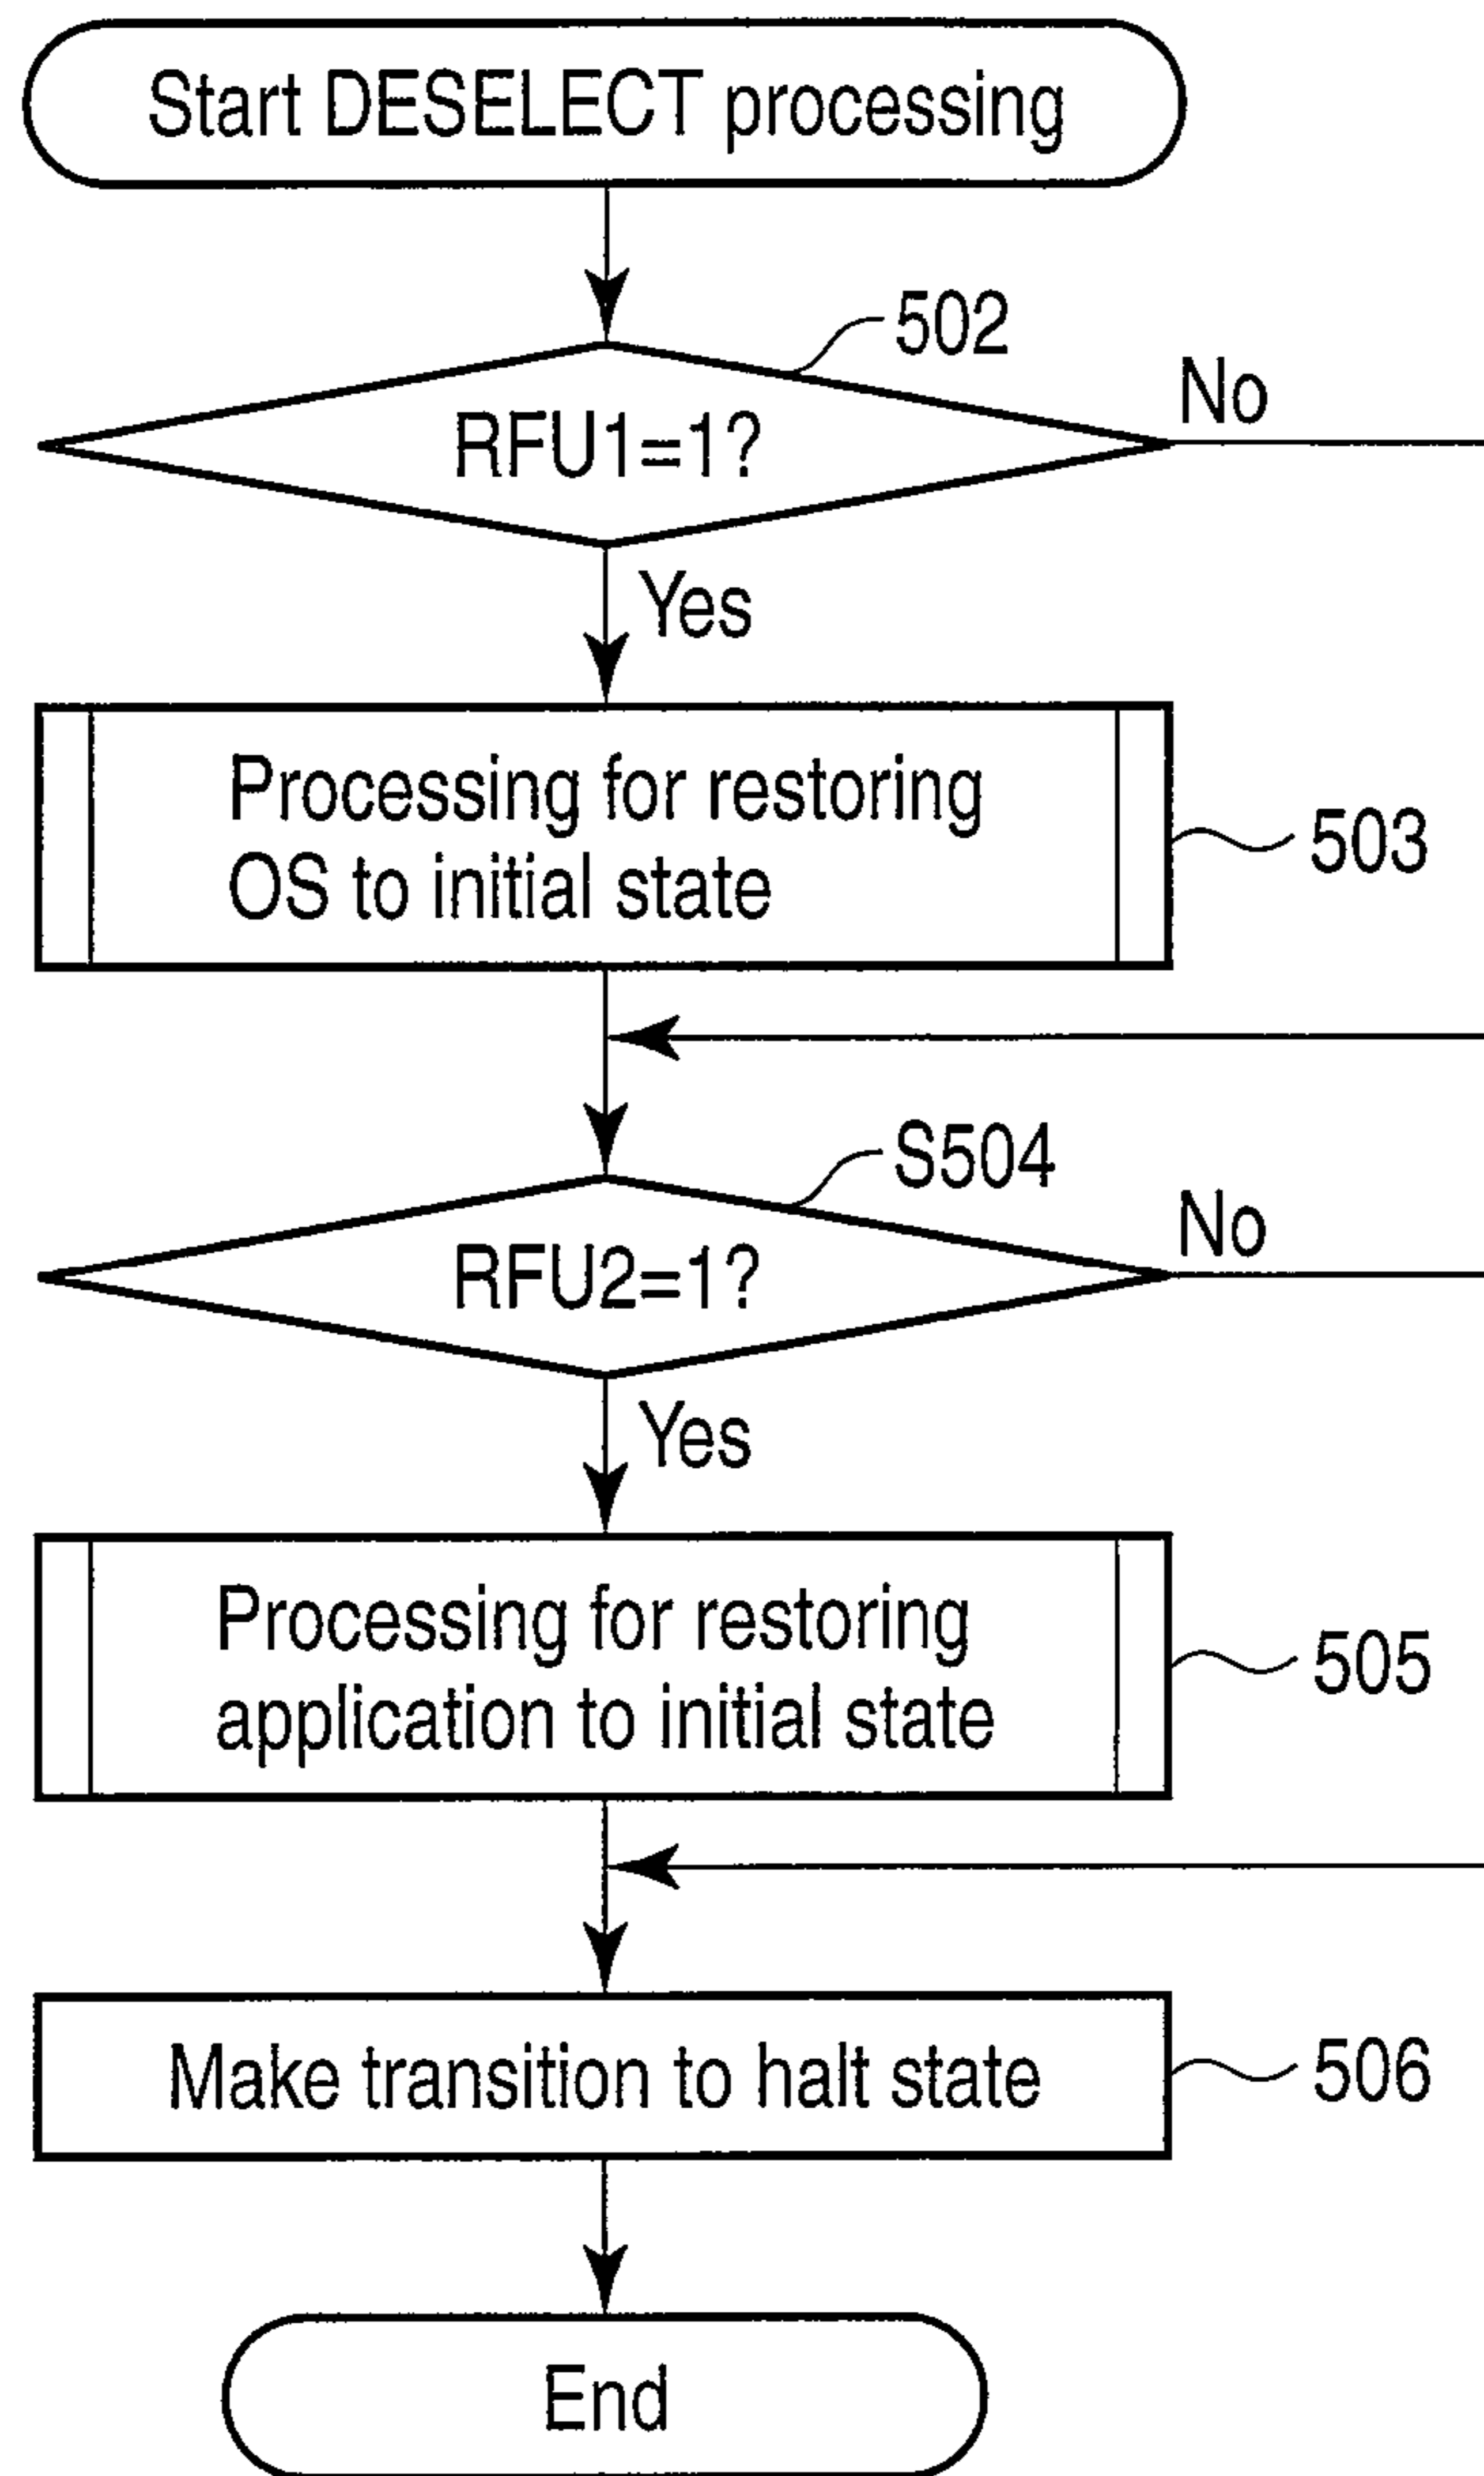 Start DESELECT processing
502
RFU1=1?
No
Yes
Processing for restoring
OS to initial state
503
S504
RFU2=1?
No
Yes
Processing for restoring
application to initial state
505
Make transition to halt state
506
End